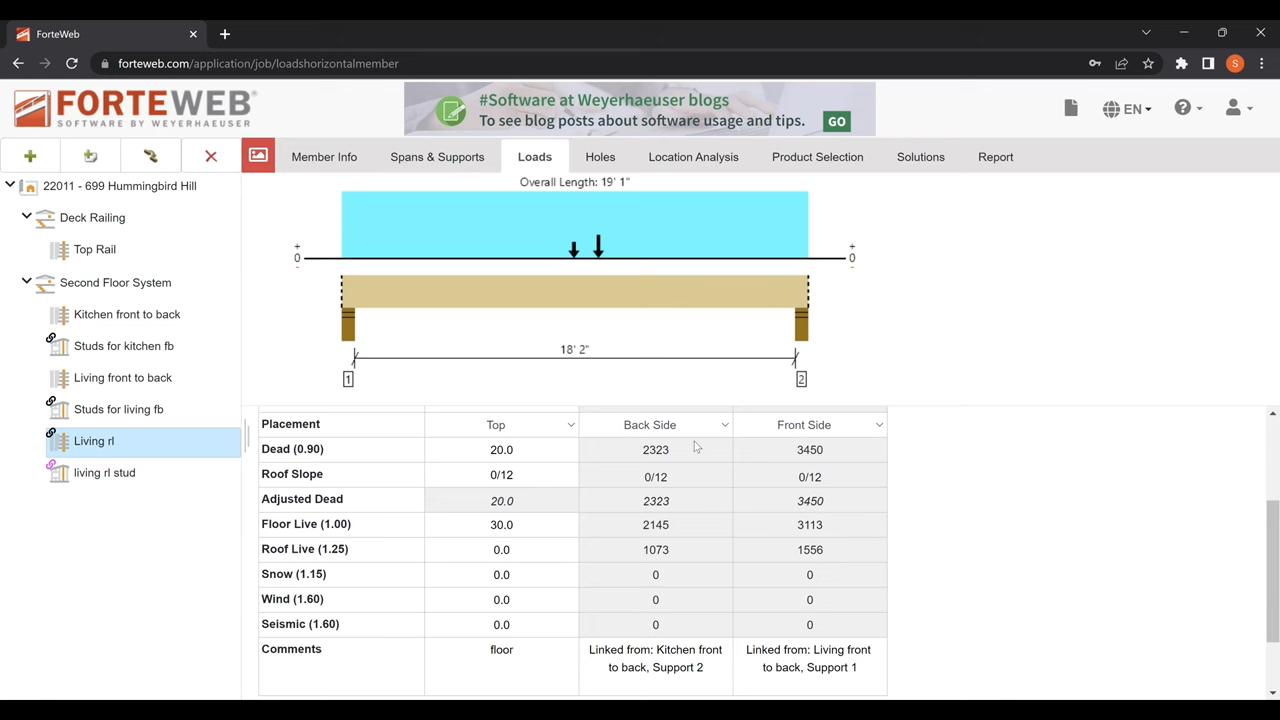 ForteWeb
forteweb.com/application/job/loadshorizontalmember
S
FORTEWEB®
SOFTWARE BY WEYERHAEUSER
#Software at Weyerhaeuser blogs
To see blog posts about software usage and tips.
GO
EN
Member Info Spans & Supports Loads Holes Location Analysis Product Selection Solutions Report
22011 - 699 Hummingbird Hill
Deck Railing
Top Rail
Second Floor System
Kitchen front to back
Studs for kitchen fb
Living front to back
Studs for living fb
Living rl
living rl stud
Overall Length: 19' 1"
+ +
0 0
- -
18' 2"
1 2
Placement Top Back Side Front Side
Dead (0.90) 20.0 2323 3450
Roof Slope 0/12 0/12 0/12
Adjusted Dead 20.0 2323 3450
Floor Live (1.00) 30.0 2145 3113
Roof Live (1.25) 0.0 1073 1556
Snow (1.15) 0.0 0 0
Wind (1.60) 0.0 0 0
Seismic (1.60) 0.0 0 0
Comments floor Linked from: Kitchen front Linked from: Living front
to back, Support 2 to back, Support 1